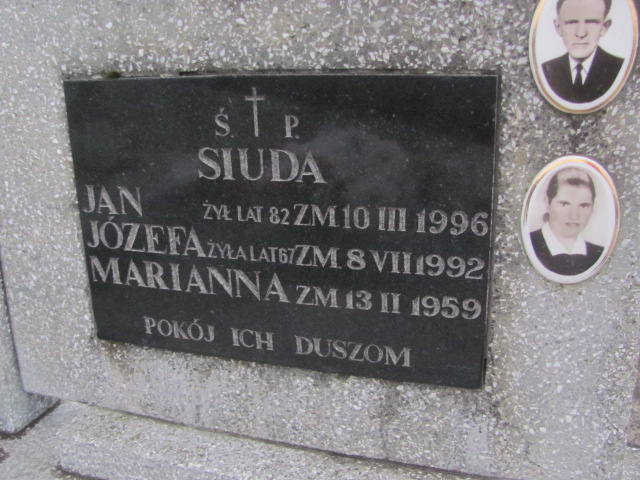 Ś. P.
SIUDA
JAN ŻYŁ LAT 82 ZM. 10 III 1996
JÓZEFA ŻYŁA LAT 67 ZM. 8 VII 1992
MARIANNA ZM 13 II 1959
POKÓJ ICH DUSZOM